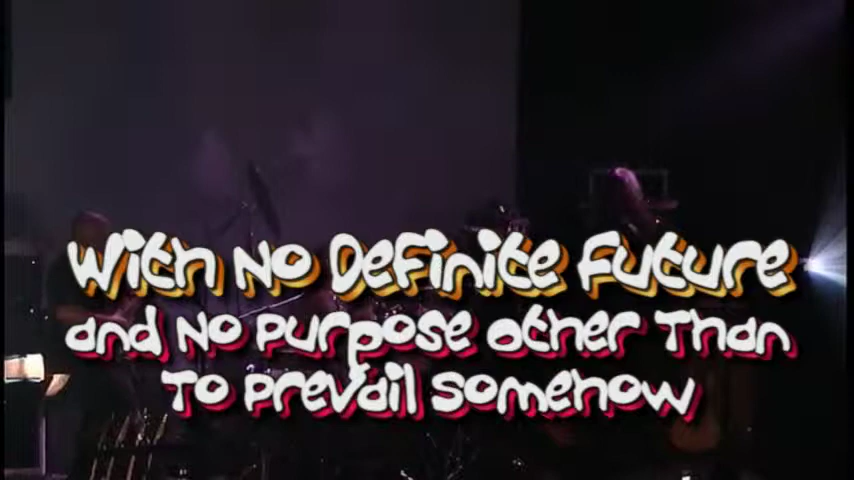 With No Definite Future
and No Purpose other Than
To Prevail somehow